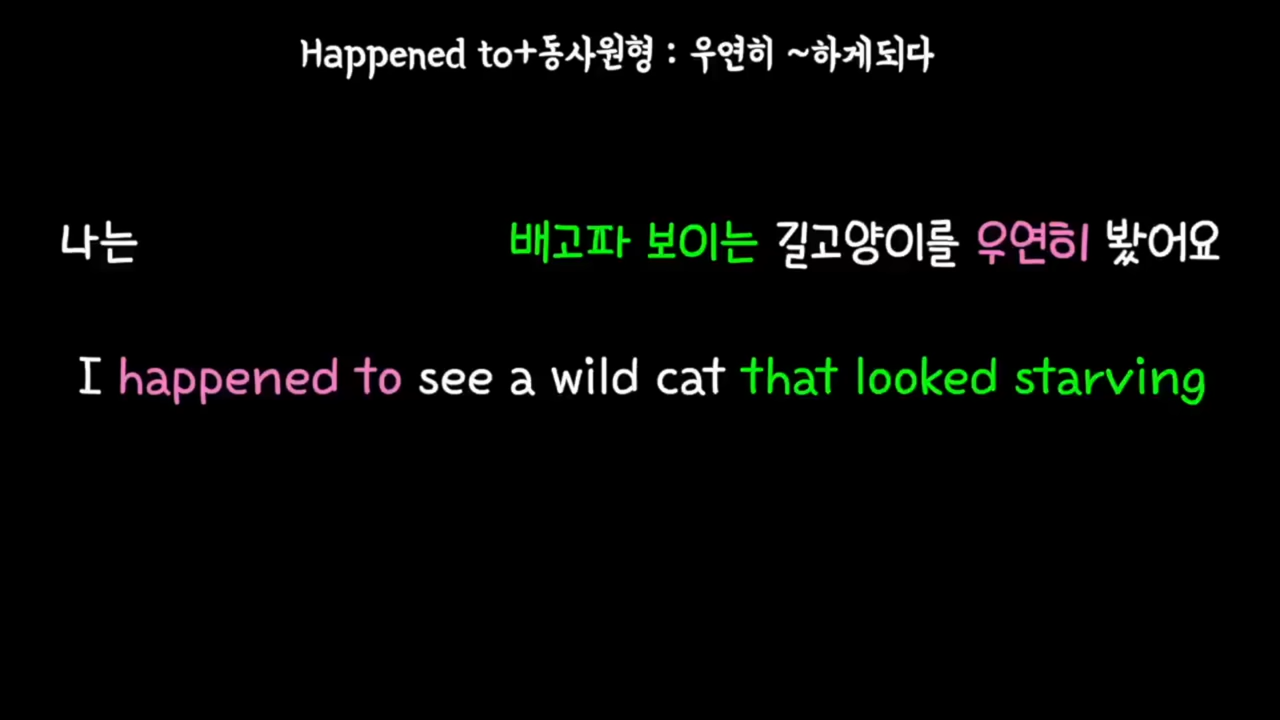 Happened to+동사원형 : 우연히 ~하게되다
나는 배고파 보이는 길고양이를 우연히 봤어요
I happened to see a wild cat that looked starving